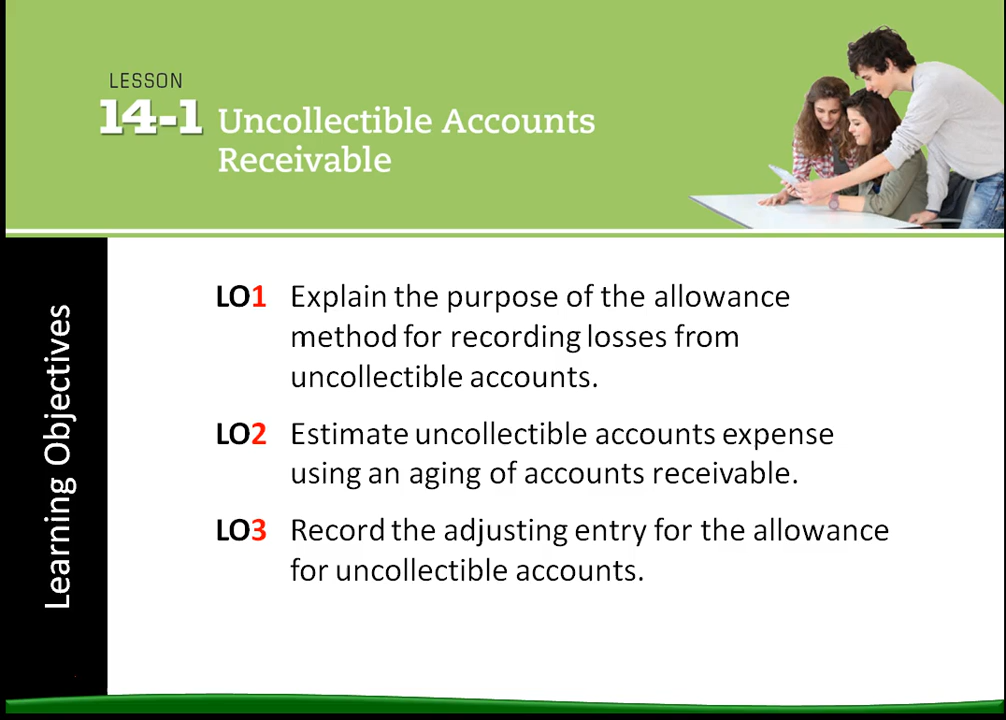 LESSON
14-1 Uncollectible Accounts
Receivable
Learning Objectives
LO1 Explain the purpose of the allowance
method for recording losses from
uncollectible accounts.
LO2 Estimate uncollectible accounts expense
using an aging of accounts receivable.
LO3 Record the adjusting entry for the allowance
for uncollectible accounts.